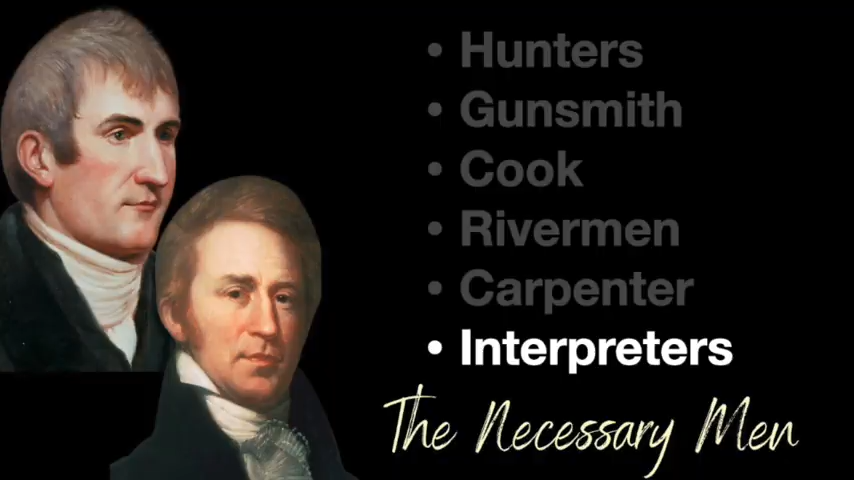 • Hunters
• Gunsmith
• Cook
• Rivermen
• Carpenter
• Interpreters
The Necessary Men